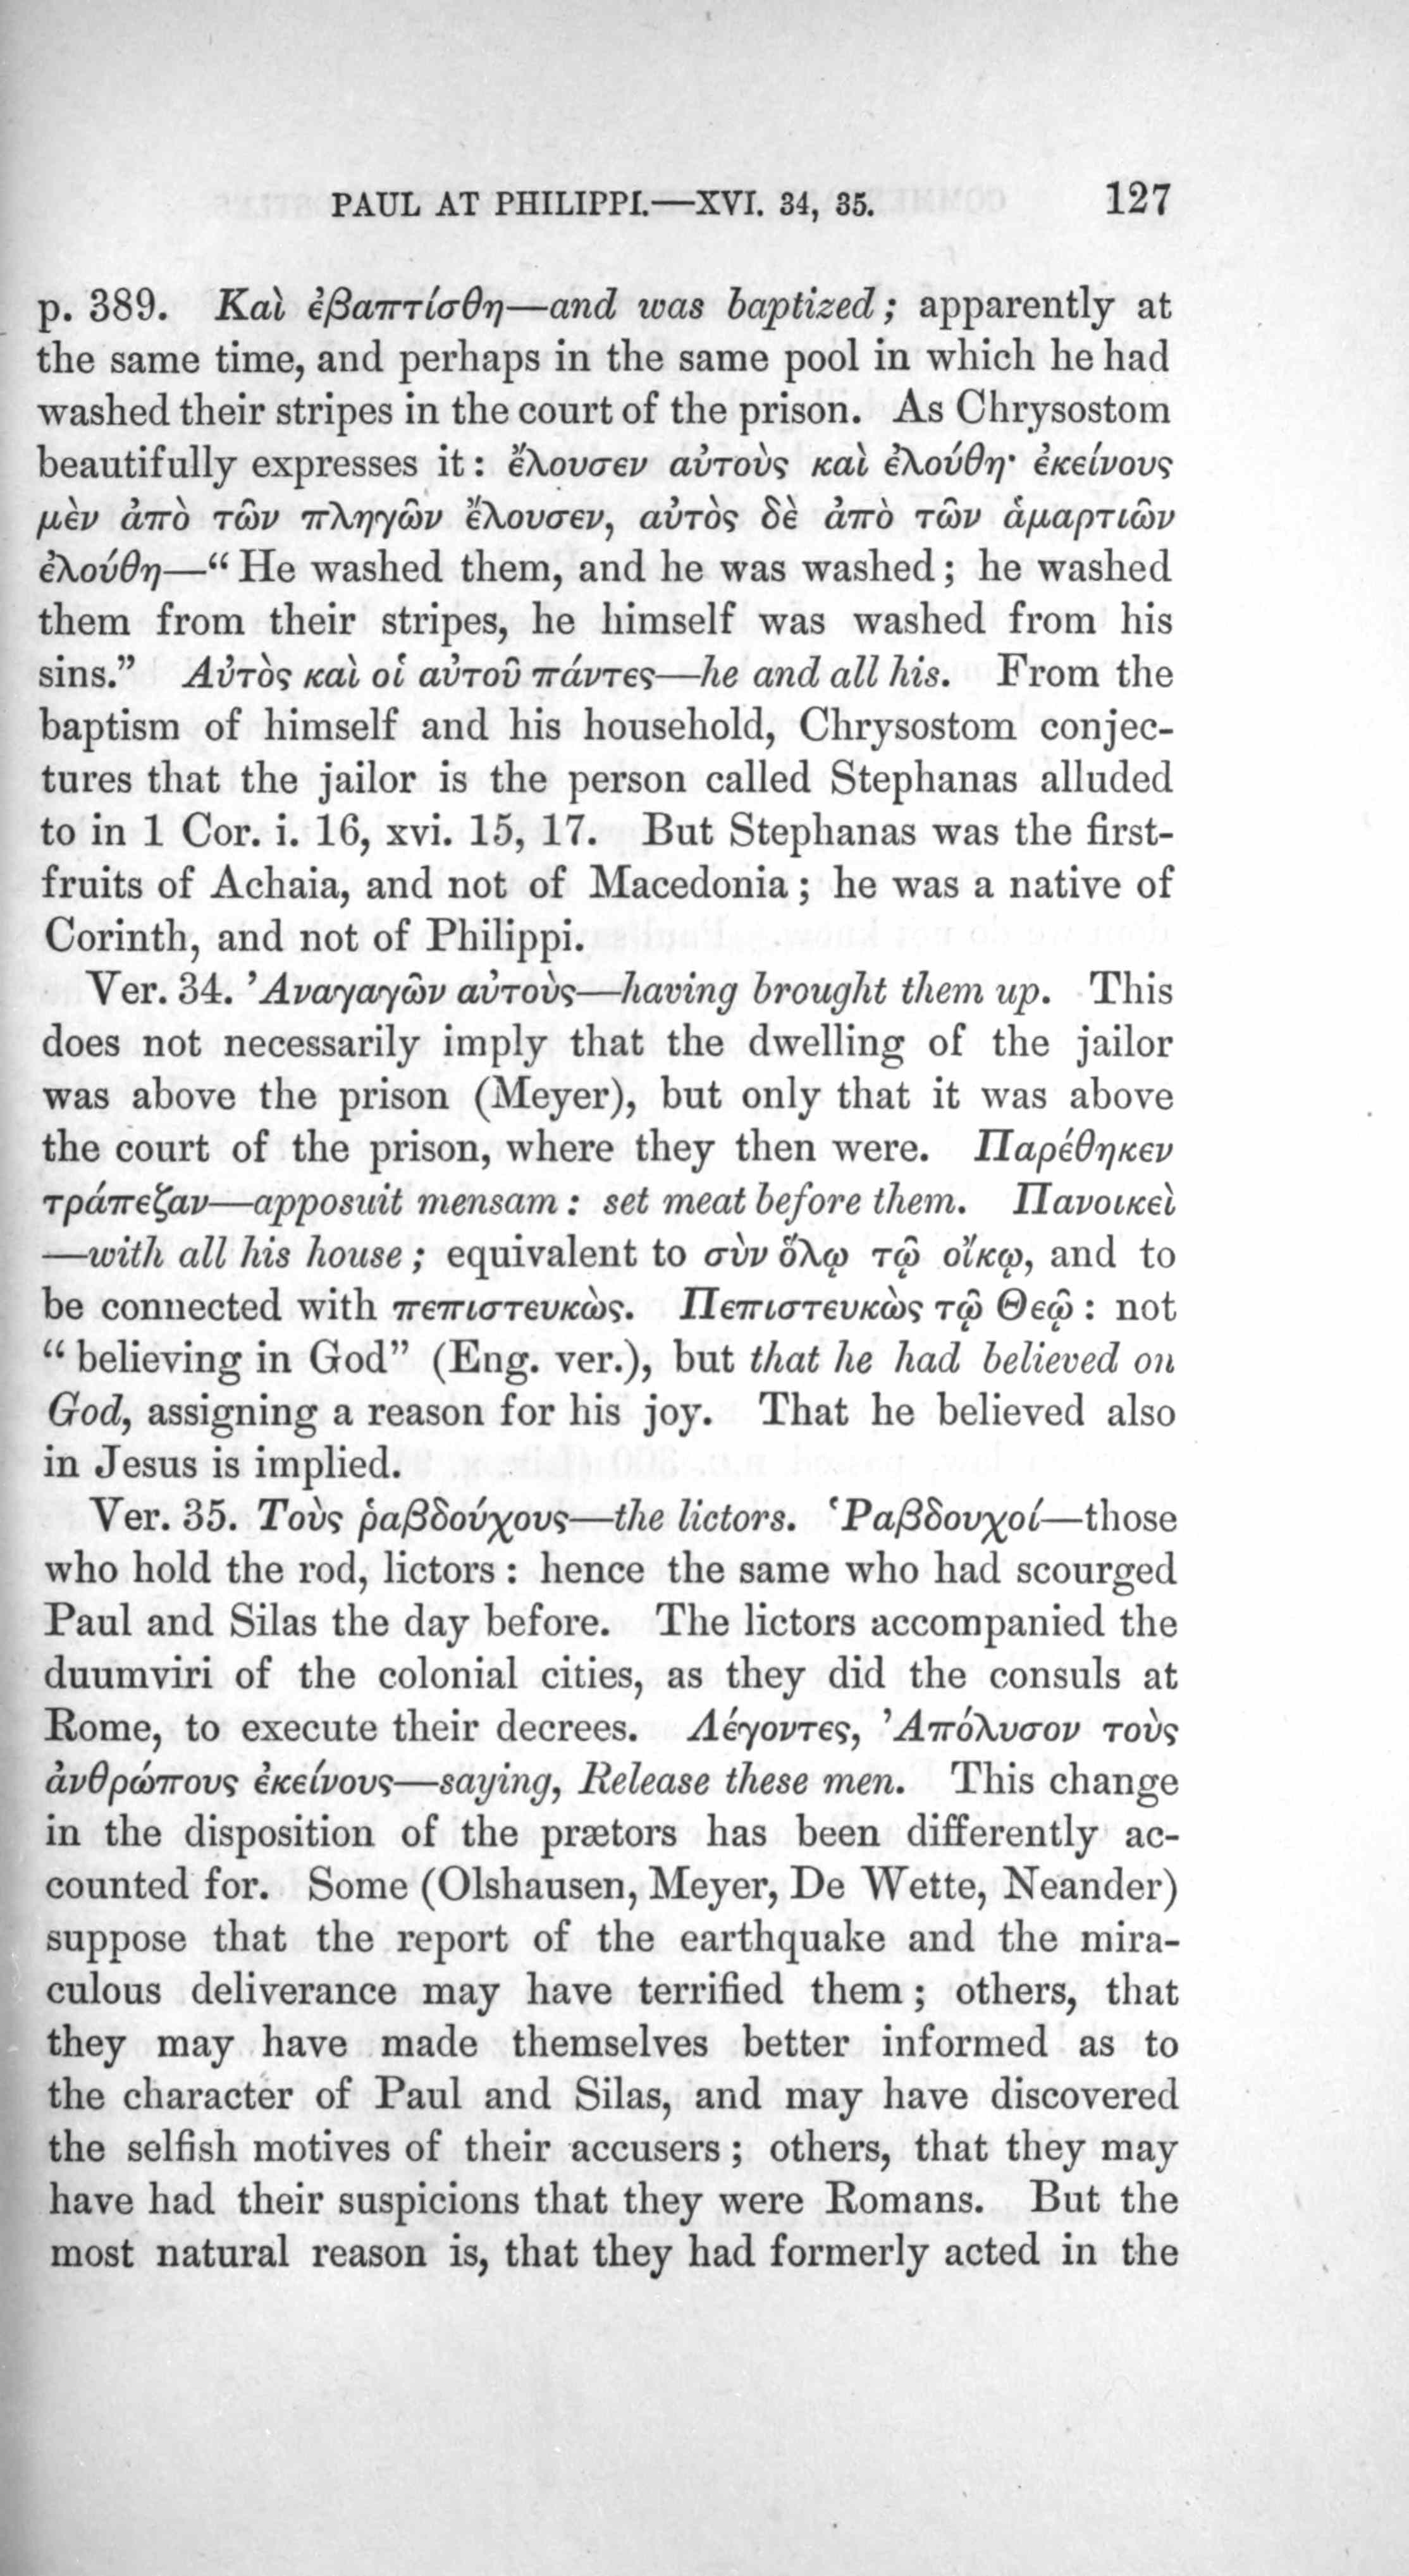 PAUL AT PHILIPPI.—XVI. 34, 35. 127
p. 389. Καὶ ἐβαπτίσθη—and was baptized; apparently at
the same time, and perhaps in the same pool in which he had
washed their stripes in the court of the prison. As Chrysostom
beautifully expresses it: ἔλουσεν αὐτοὺς καὶ ἐλούθη· ἐκείνους
μὲν ἀπὸ τῶν πληγῶν ἔλουσεν, αὐτὸς δὲ ἀπὸ τῶν ἁμαρτιῶν
ἐλούθη—“He washed them, and he was washed; he washed
them from their stripes, he himself was washed from his
sins.” Αὐτὸς καὶ οἱ αὐτοῦ πάντες—he and all his. From the
baptism of himself and his household, Chrysostom conjec-
tures that the jailor is the person called Stephanas alluded
to in 1 Cor. i. 16, xvi. 15, 17. But Stephanas was the first-
fruits of Achaia, and not of Macedonia; he was a native of
Corinth, and not of Philippi.
Ver. 34. Ἀναγαγῶν αὐτοὺς—having brought them up. This
does not necessarily imply that the dwelling of the jailor
was above the prison (Meyer), but only that it was above
the court of the prison, where they then were. Παρέθηκεν
τράπεζαν—apposuit mensam: set meat before them. Πανοικεὶ
—with all his house; equivalent to σὺν ὅλῳ τῷ οἴκῳ, and to
be connected with πεπιστευκὼς. Πεπιστευκὼς τῷ Θεῷ: not
“believing in God” (Eng. ver.), but that he had believed on
God, assigning a reason for his joy. That he believed also
in Jesus is implied.
Ver. 35. Τοὺς ῥαβδούχους—the lictors. Ῥαβδουχοί—those
who hold the rod, lictors: hence the same who had scourged
Paul and Silas the day before. The lictors accompanied the
duumviri of the colonial cities, as they did the consuls at
Rome, to execute their decrees. Λέγοντες, Ἀπόλυσον τοὺς
ἀνθρώπους ἐκείνους—saying, Release these men. This change
in the disposition of the prætors has been differently ac-
counted for. Some (Olshausen, Meyer, De Wette, Neander)
suppose that the report of the earthquake and the mira-
culous deliverance may have terrified them; others, that
they may have made themselves better informed as to
the character of Paul and Silas, and may have discovered
the selfish motives of their accusers; others, that they may
have had their suspicions that they were Romans. But the
most natural reason is, that they had formerly acted in the